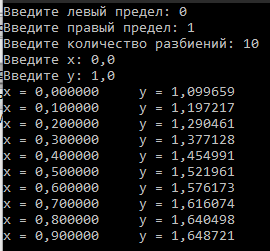 Введите левый предел: 0
Введите правый предел: 1
Введите количество разбиений: 10
Введите x: 0,0
Введите y: 1,0
x = 0,000000 y = 1,099659
x = 0,100000 y = 1,197217
x = 0,200000 y = 1,290461
x = 0,300000 y = 1,377128
x = 0,400000 y = 1,454991
x = 0,500000 y = 1,521961
x = 0,600000 y = 1,576173
x = 0,700000 y = 1,616074
x = 0,800000 y = 1,640498
x = 0,900000 y = 1,648721